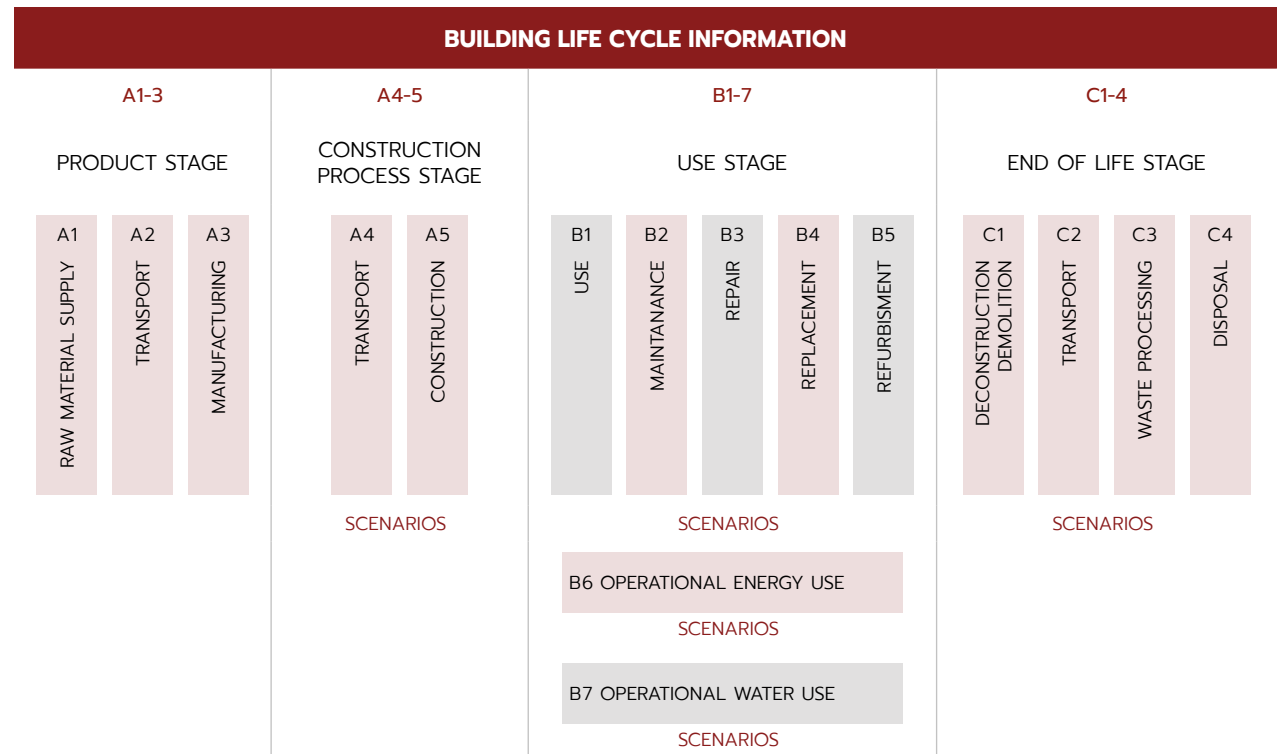 BUILDING LIFE CYCLE INFORMATION
A1-3
PRODUCT STAGE
A1
RAW MATERIAL SUPPLY
A2
TRANSPORT
A3
MANUFACTURING
A4-5
CONSTRUCTION
PROCESS STAGE
A4
TRANSPORT
A5
CONSTRUCTION
SCENARIOS
B1-7
USE STAGE
B1
USE
B2
MAINTANANCE
B3
REPAIR
B4
REPLACEMENT
B5
REFURBISMENT
SCENARIOS
B6 OPERATIONAL ENERGY USE
SCENARIOS
B7 OPERATIONAL WATER USE
SCENARIOS
C1-4
END OF LIFE STAGE
C1
DECONSTRUCTION
DEMOLITION
C2
TRANSPORT
C3
WASTE PROCESSING
C4
DISPOSAL
SCENARIOS